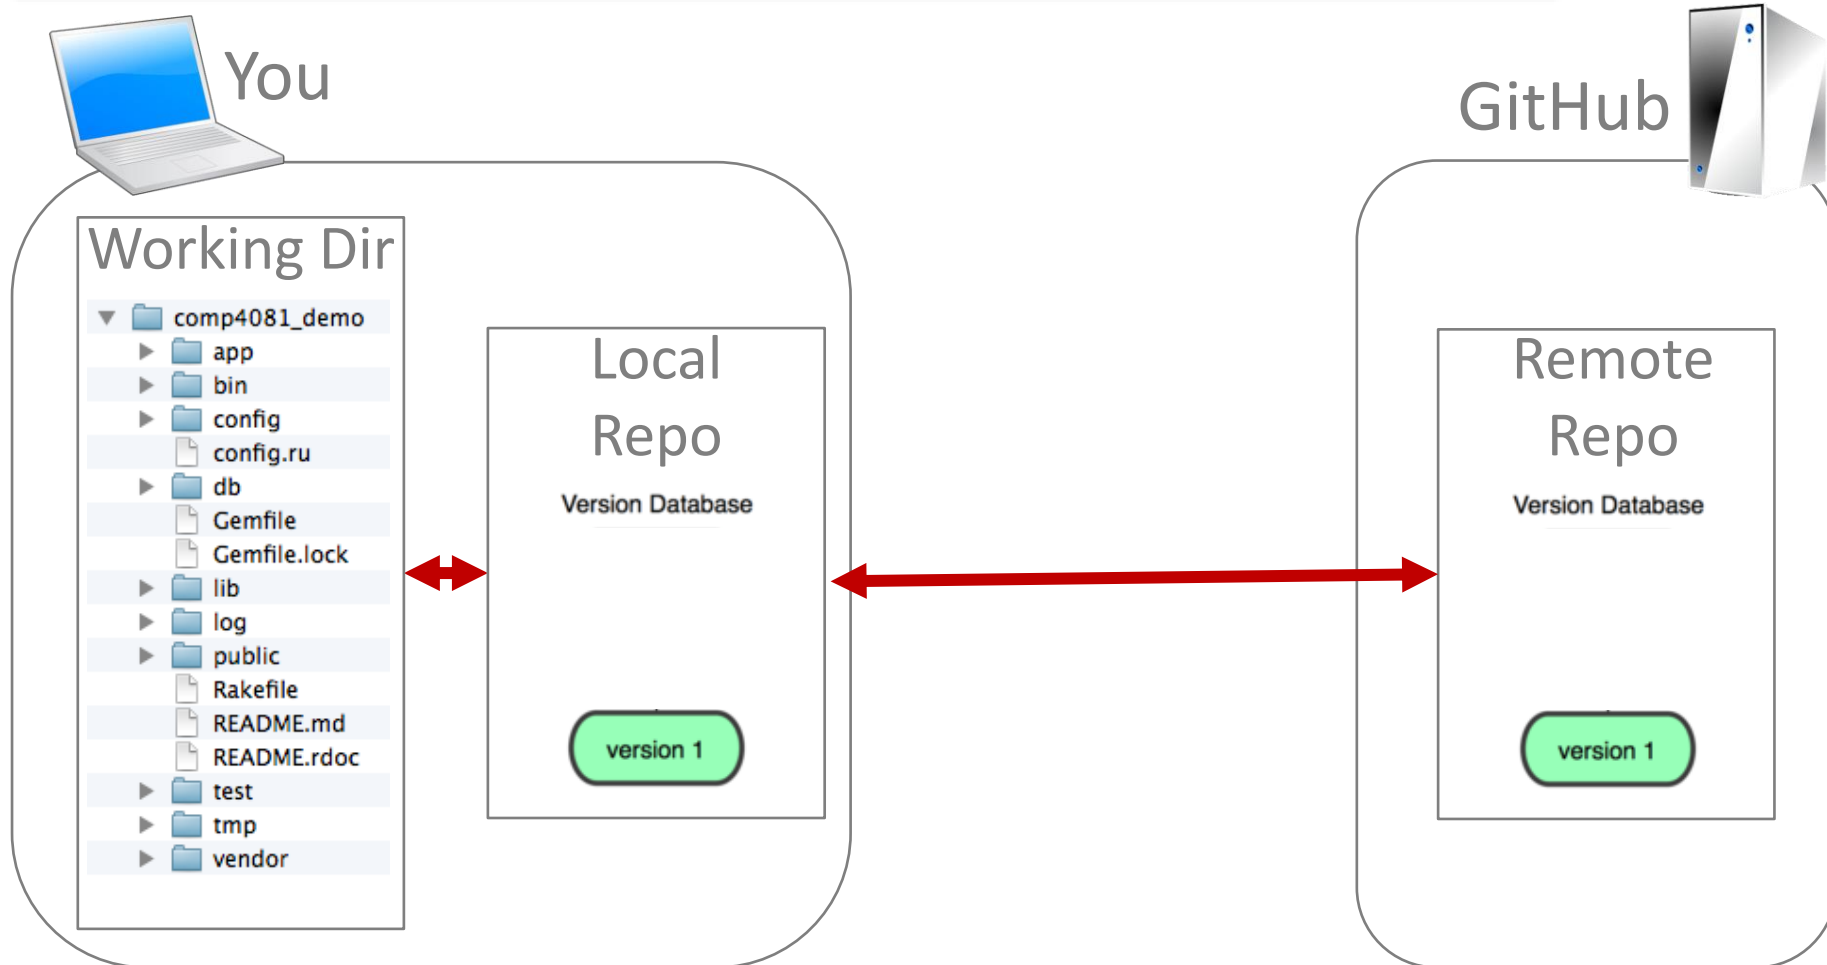 You
GitHub
Working Dir
comp4081_demo
app
bin
config
config.ru
db
Gemfile
Gemfile.lock
lib
log
public
Rakefile
README.md
README.rdoc
test
tmp
vendor
Local
Repo
Version Database
version 1
Remote
Repo
Version Database
version 1